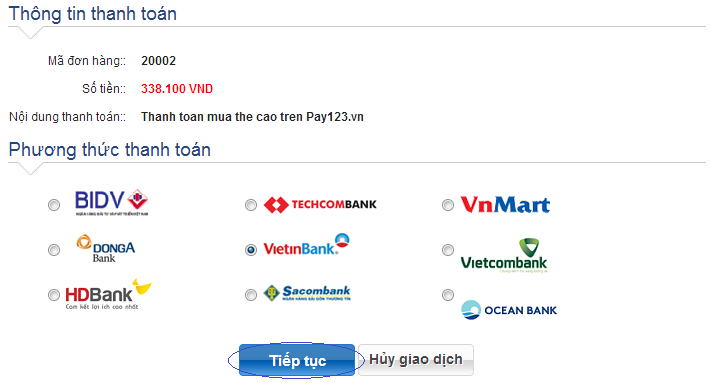 Thông tin thanh toán
Mã đơn hàng:: 20002
Số tiền:: 338.100 VND
Nội dung thanh toán:: Thanh toan mua the cao tren Pay123.vn
Phương thức thanh toán
BIDV
NGÂN HÀNG ĐẦU TƯ VÀ PHÁT TRIỂN VIỆT NAM
TECHCOMBANK
VnMart
DONGA
Bank
VietinBank
Vietcombank
HDBank
Cam kết lợi ích cao nhất
Sacombank
NGÂN HÀNG SÀI GÒN THƯƠNG TÍN
OCEAN BANK
Tiếp tục Hủy giao dịch